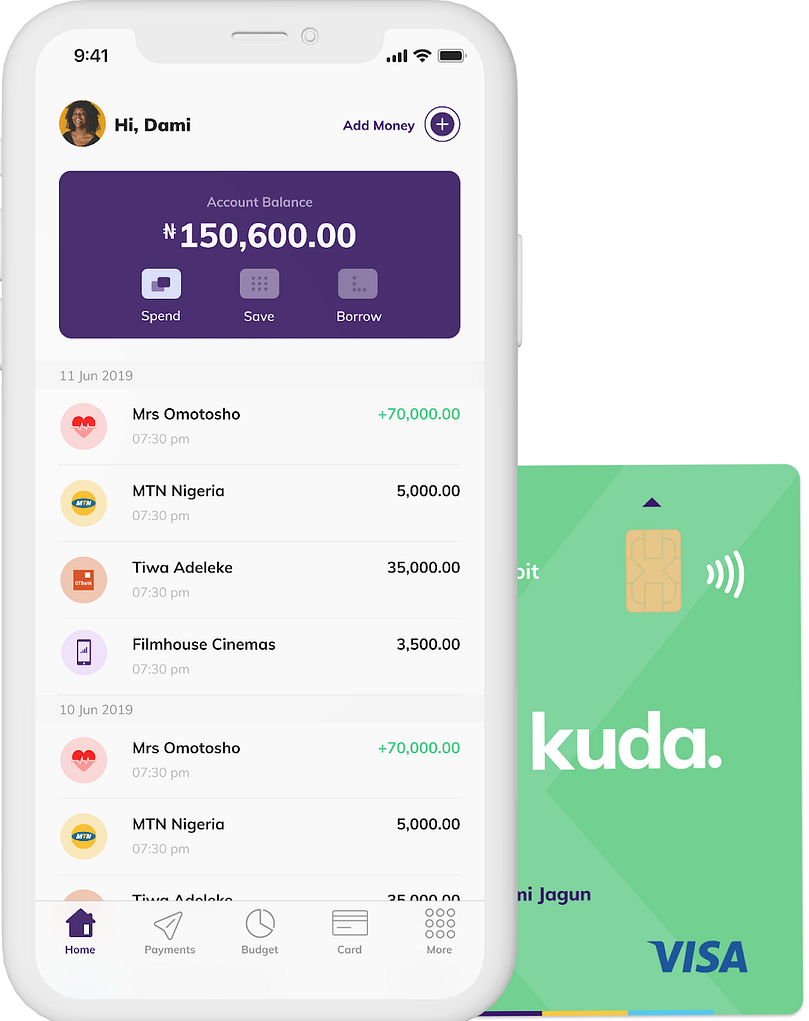 9:41
Hi, Dami
Add Money
Account Balance
₦150,600.00
Spend Save Borrow
11 Jun 2019
Mrs Omotosho +70,000.00
07:30 pm
MTN Nigeria 5,000.00
MTN
07:30 pm
Tiwa Adeleke 35,000.00
GTBank
07:30 pm
Filmhouse Cinemas 3,500.00
07:30 pm
10 Jun 2019
Mrs Omotosho +70,000.00
07:30 pm
MTN Nigeria 5,000.00
MTN
07:30 pm
Tiwa Adeleke 35,000.00
Home Payments Budget Card More
bit
kuda.
mi Jagun
VISA